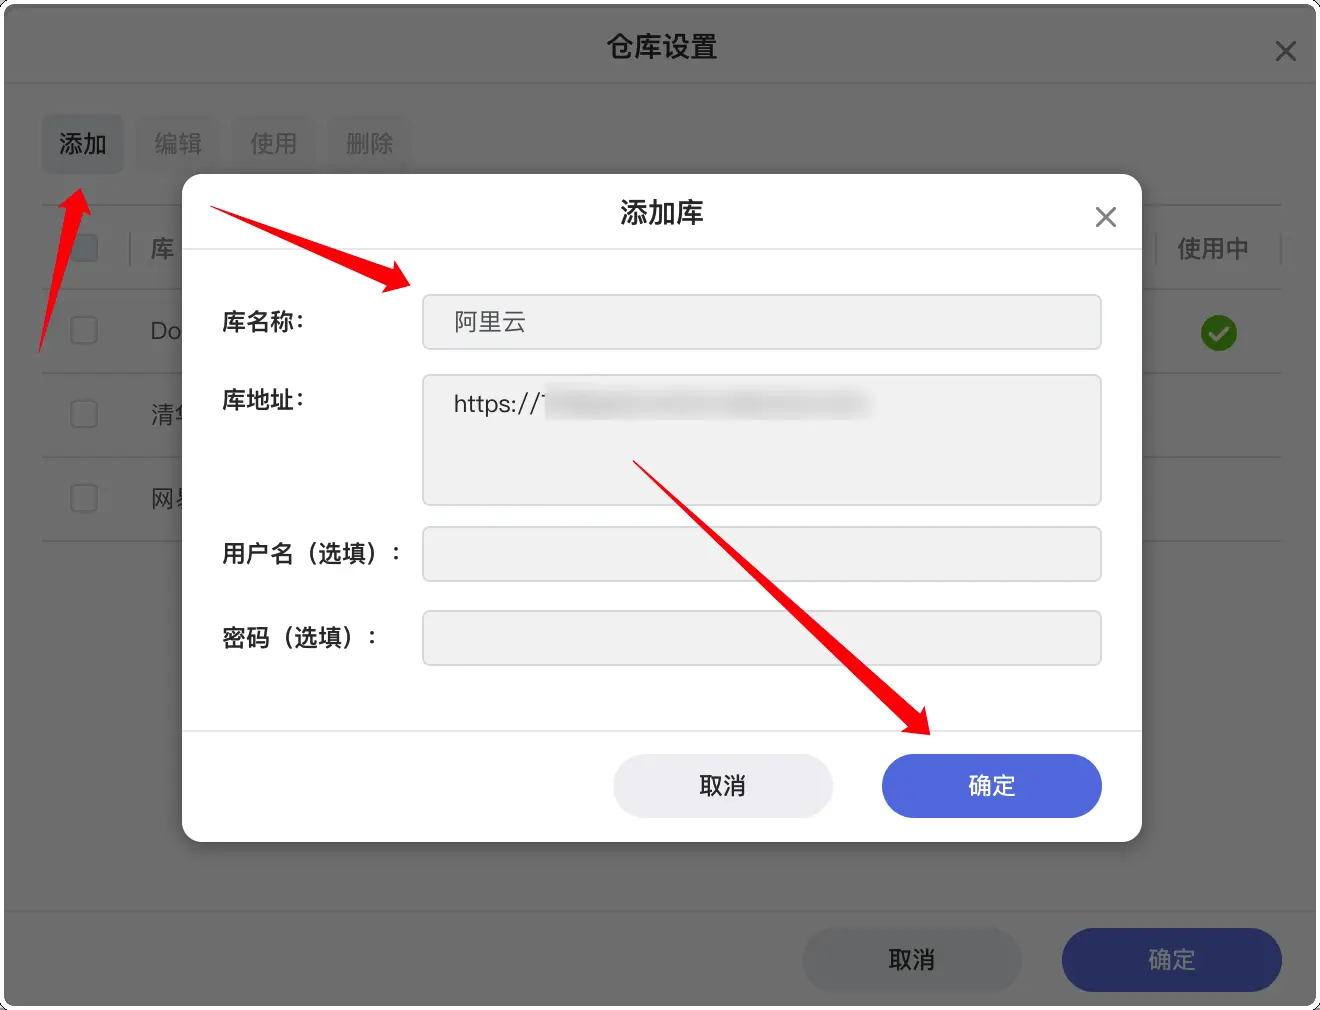 仓库设置
添加 编辑 使用 删除
库 使用中
Do
清
网
添加库
库名称： 阿里云
库地址： https://
用户名（选填）：
密码（选填）：
取消 确定
取消 确定